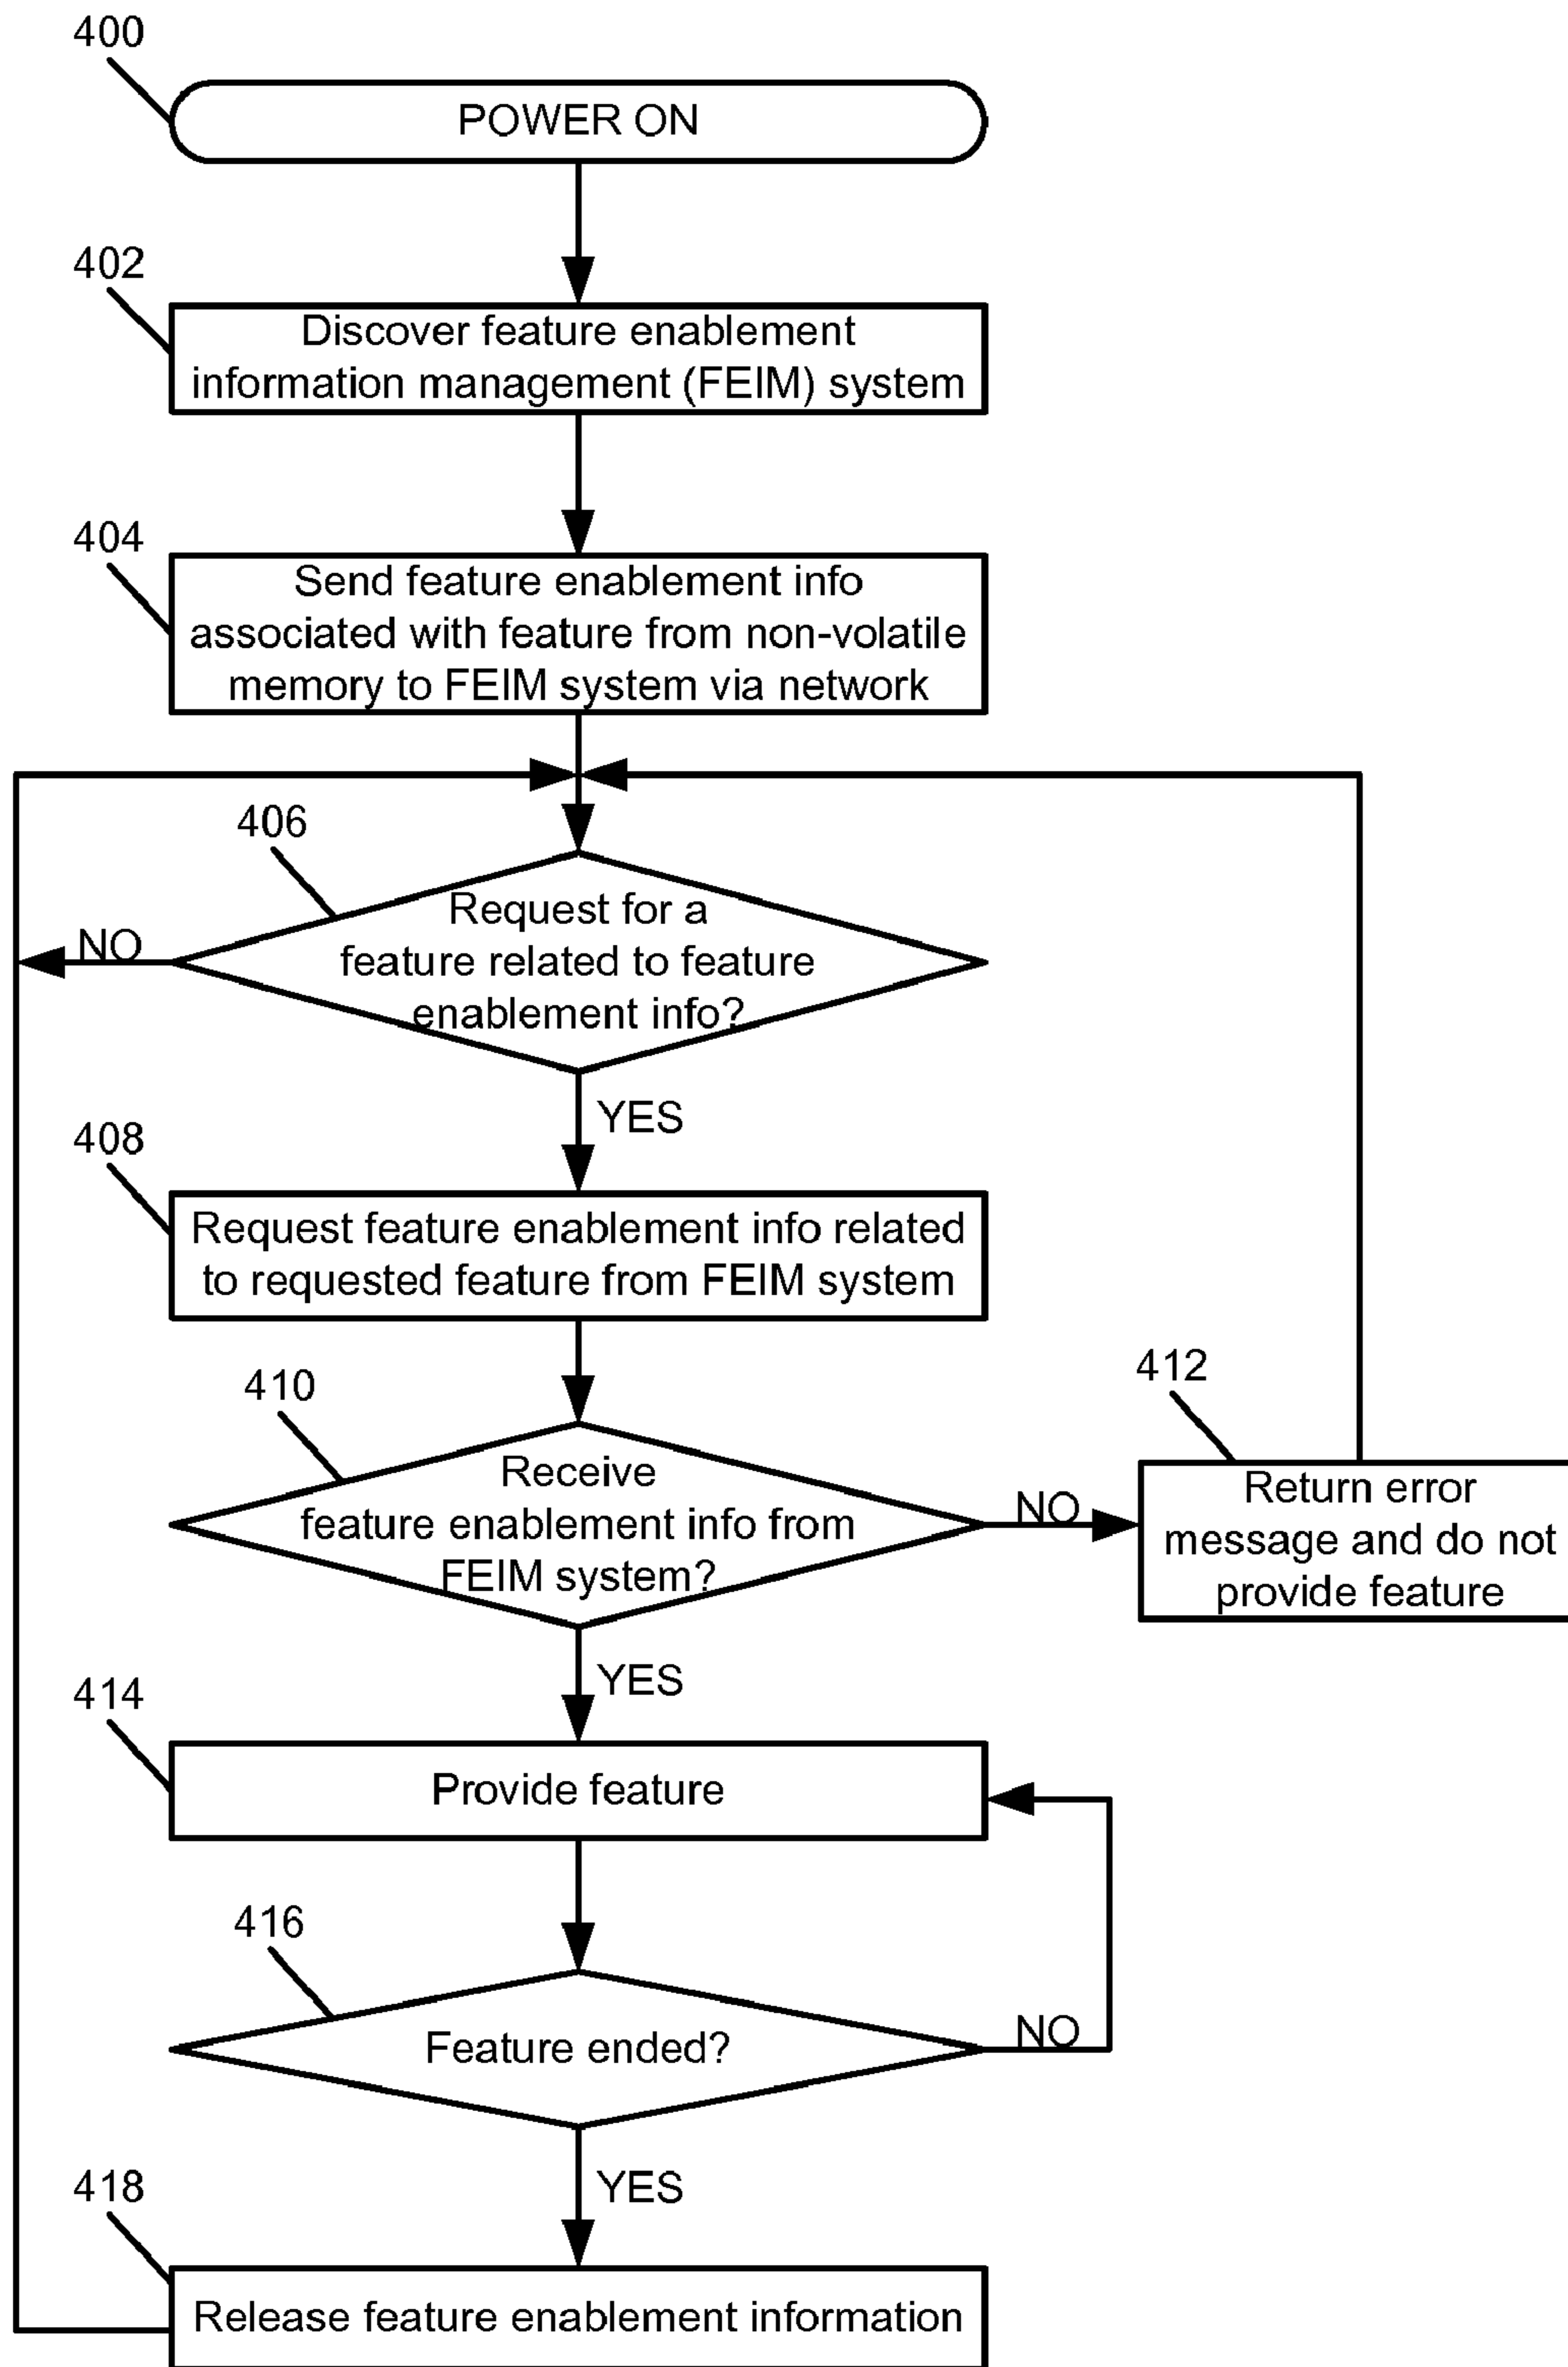 400
POWER ON
402
Discover feature enablement
information management (FEIM) system
404
Send feature enablement info
associated with feature from non-volatile
memory to FEIM system via network
406
Request for a
feature related to feature
enablement info?
NO
YES
408
Request feature enablement info related
to requested feature from FEIM system
410
Receive
feature enablement info from
FEIM system?
NO
412
Return error
message and do not
provide feature
YES
414
Provide feature
416
Feature ended?
NO
YES
418
Release feature enablement information